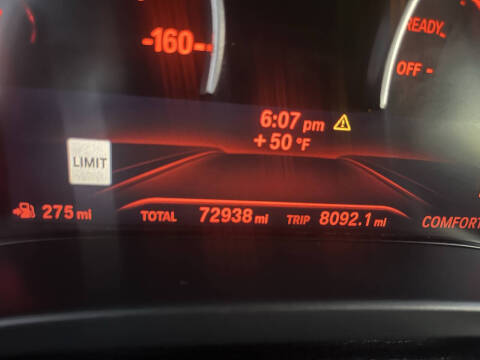 -160-
READY
OFF -
6:07 pm
+50 °F
LIMIT
275 mi
TOTAL 72938 mi TRIP 8092.1 mi
COMFORT